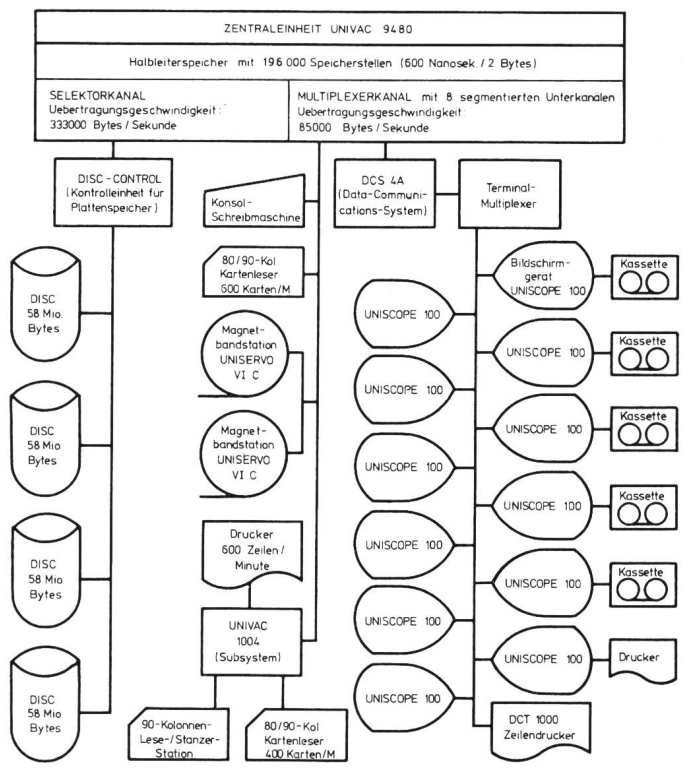 ZENTRALEINHEIT UNIVAC 9480
Halbleiterspeicher mit 196 000 Speicherstellen (600 Nanosek. / 2 Bytes)
SELEKTORKANAL
Uebertragungsgeschwindigkeit:
333000 Bytes / Sekunde
MULTIPLEXERKANAL mit 8 segmentierten Unterkanälen
Uebertragungsgeschwindigkeit:
85000 Bytes / Sekunde
DISC - CONTROL
(Kontrolleinheit für
Plattenspeicher)
DISC
58 Mio.
Bytes
DISC
58 Mio
Bytes
DISC
58 Mio
Bytes
DISC
58 Mio
Bytes
Konsol-
Schreibmaschine
80/90-Kol.
Kartenleser
600 Karten/M
Magnet-
bandstation
UNISERVO
VI C
Magnet-
bandstation
UNISERVO
VI C
Drucker
600 Zeilen /
Minute
UNIVAC
1004
(Subsystem)
90-Kolonnen-
Lese-/Stanzer-
Station
80/90-Kol
Kartenleser
400 Karten/M
DCS 4A
(Data-Communi-
cations-System)
Terminal-
Multiplexer
UNISCOPE 100
UNISCOPE 100
UNISCOPE 100
UNISCOPE 100
UNISCOPE 100
UNISCOPE 100
Bildschirm-
gerät
UNISCOPE 100
Kassette
UNISCOPE 100
Kassette
UNISCOPE 100
Kassette
UNISCOPE 100
Kassette
UNISCOPE 100
Kassette
UNISCOPE 100
Drucker
DCT 1000
Zeilendrucker